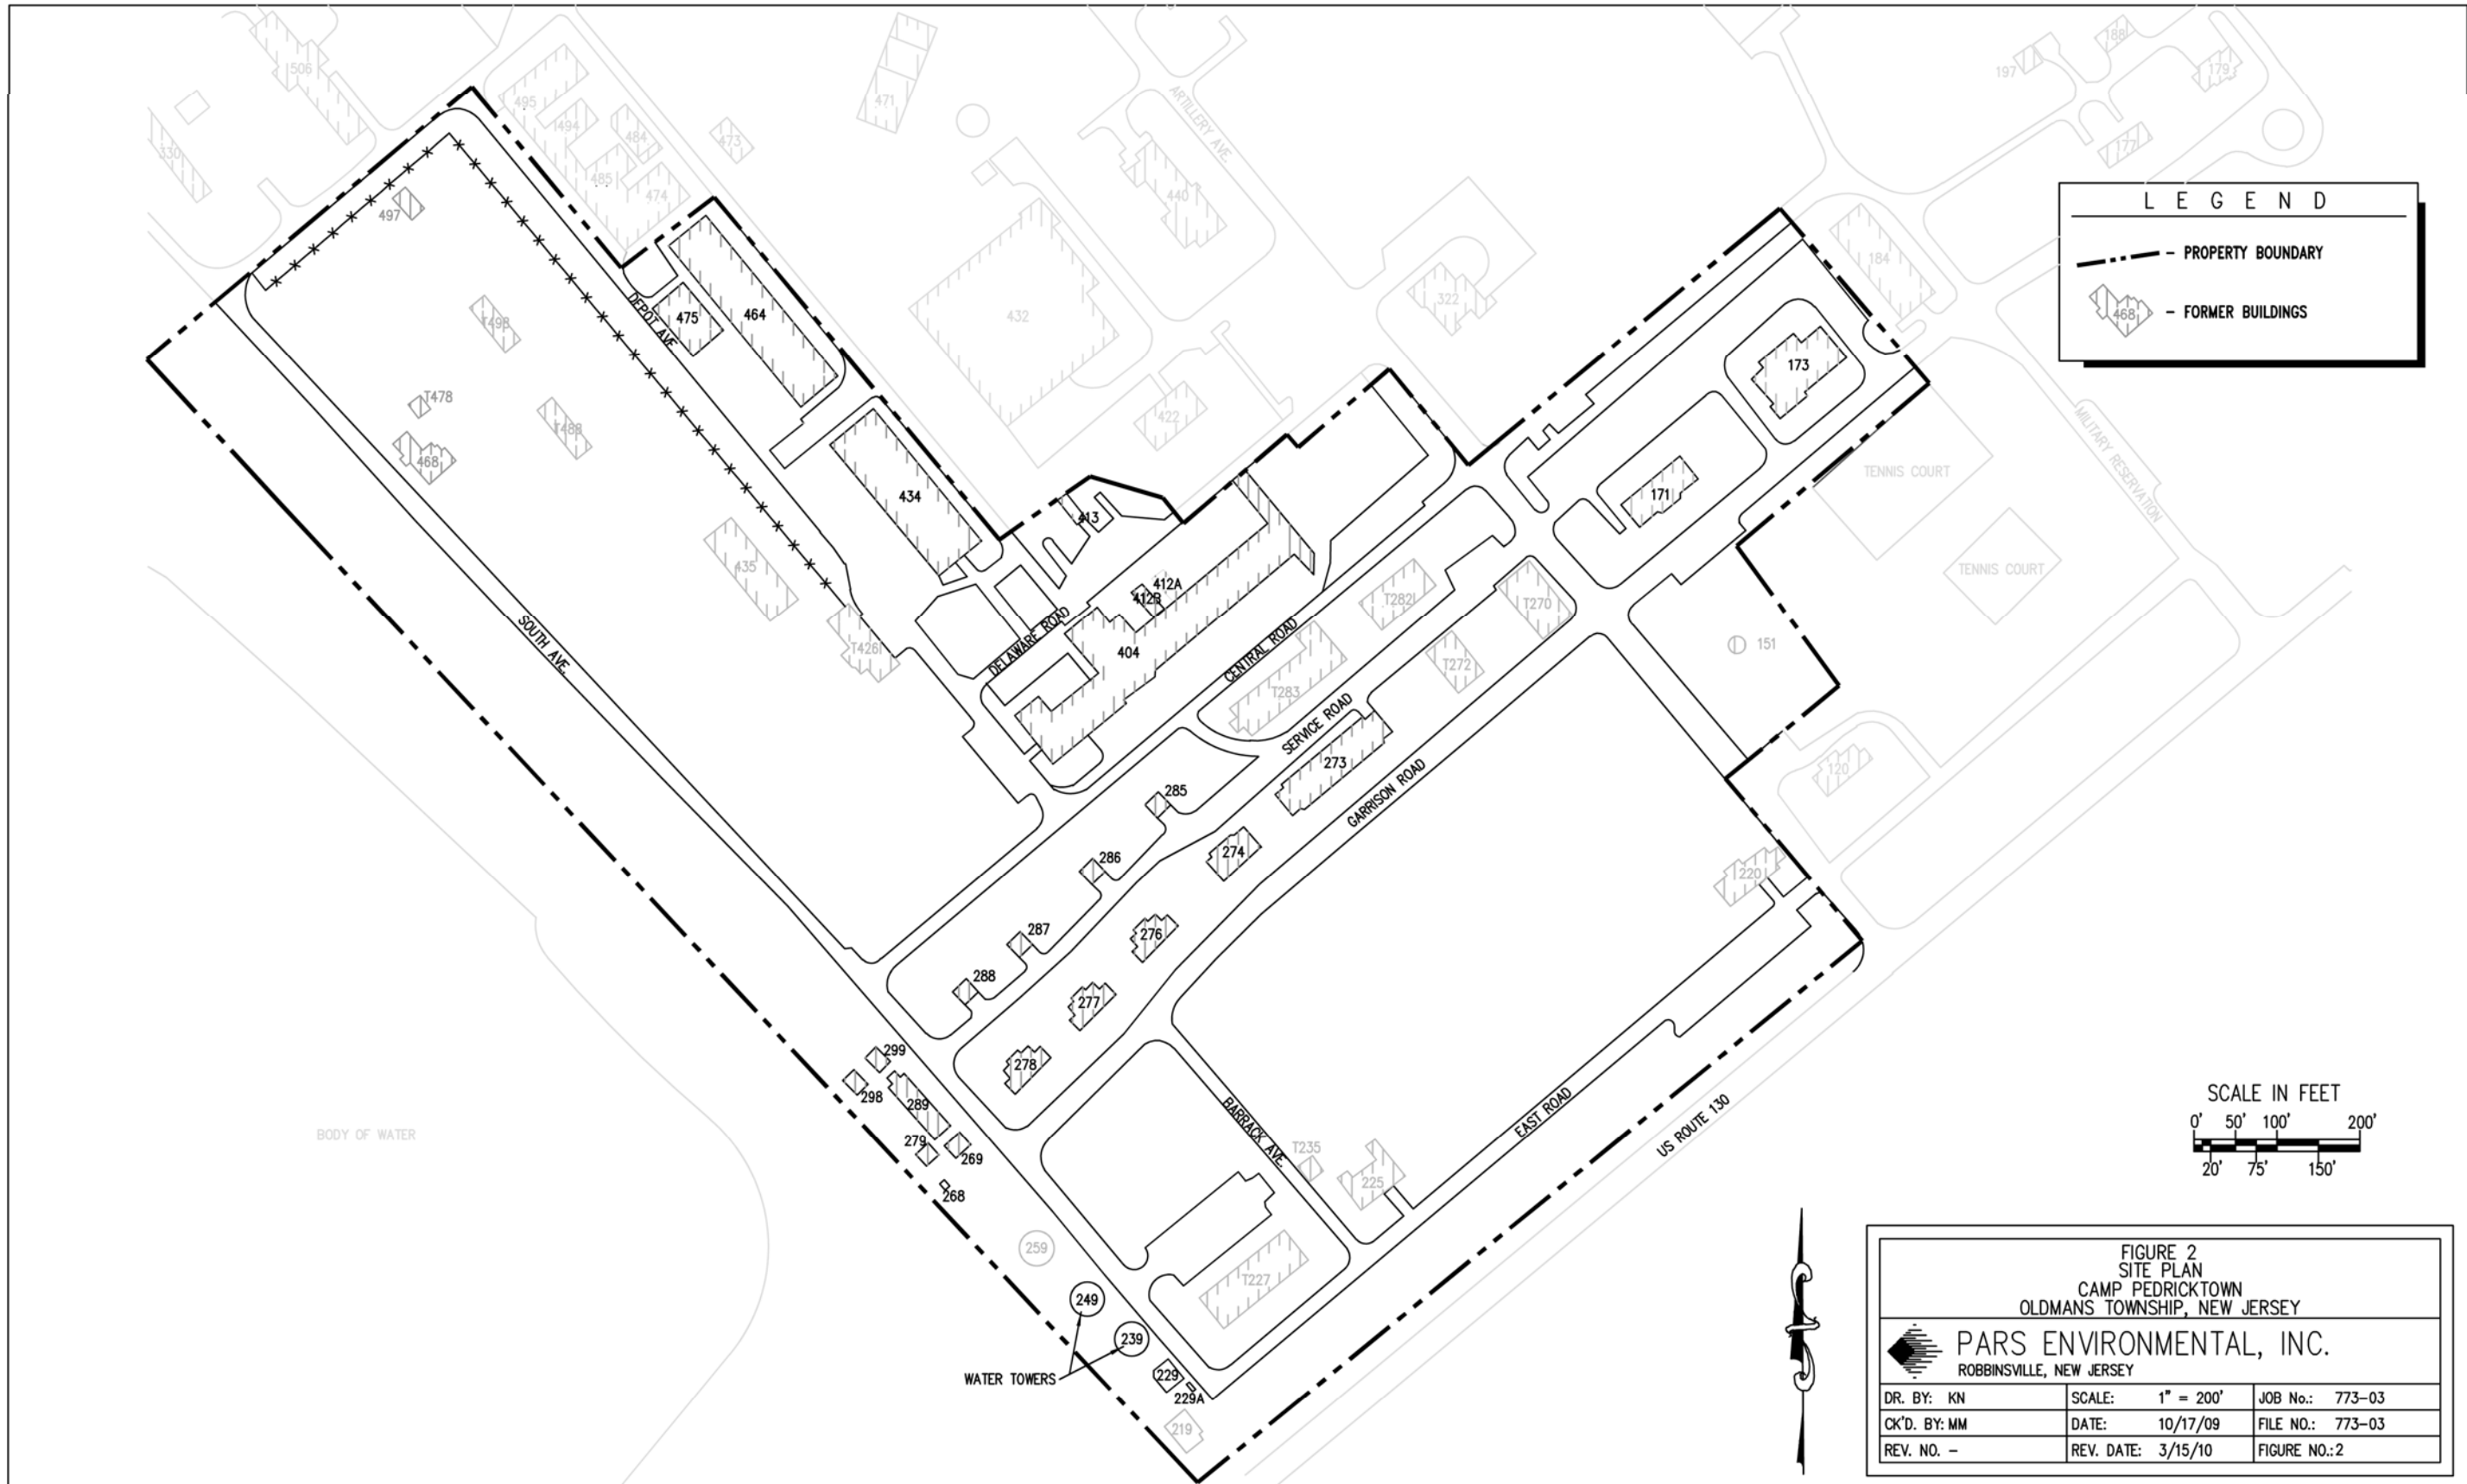 506
495
494
484
485
474
473
471
330
497
T498
T478
T488
468
475
464
DEPOT AVE
434
435
T426
SOUTH AVE.
432
440
ARTILLERY AVE.
422
322
413
412A
412B
404
DELAWARE ROAD
CENTRAL ROAD
SERVICE ROAD
GARRISON ROAD
T282
T283
T270
T272
273
274
276
277
278
285
286
287
288
299
298
289
279
269
268
259
249
239
WATER TOWERS
229
229A
219
BODY OF WATER
BARRACK AVE.
T235
225
T227
EAST ROAD
US ROUTE 130
220
120
151
171
173
184
197
188
179
177
TENNIS COURT
TENNIS COURT
MILITARY RESERVATION
LEGEND
- PROPERTY BOUNDARY
468
- FORMER BUILDINGS
SCALE IN FEET
0' 50' 100' 200'
20' 75' 150'
FIGURE 2
SITE PLAN
CAMP PEDRICKTOWN
OLDMANS TOWNSHIP, NEW JERSEY
PARS ENVIRONMENTAL, INC.
ROBBINSVILLE, NEW JERSEY
DR. BY: KN SCALE: 1" = 200' JOB No.: 773-03
CK'D. BY: MM DATE: 10/17/09 FILE NO.: 773-03
REV. NO. - REV. DATE: 3/15/10 FIGURE NO.: 2